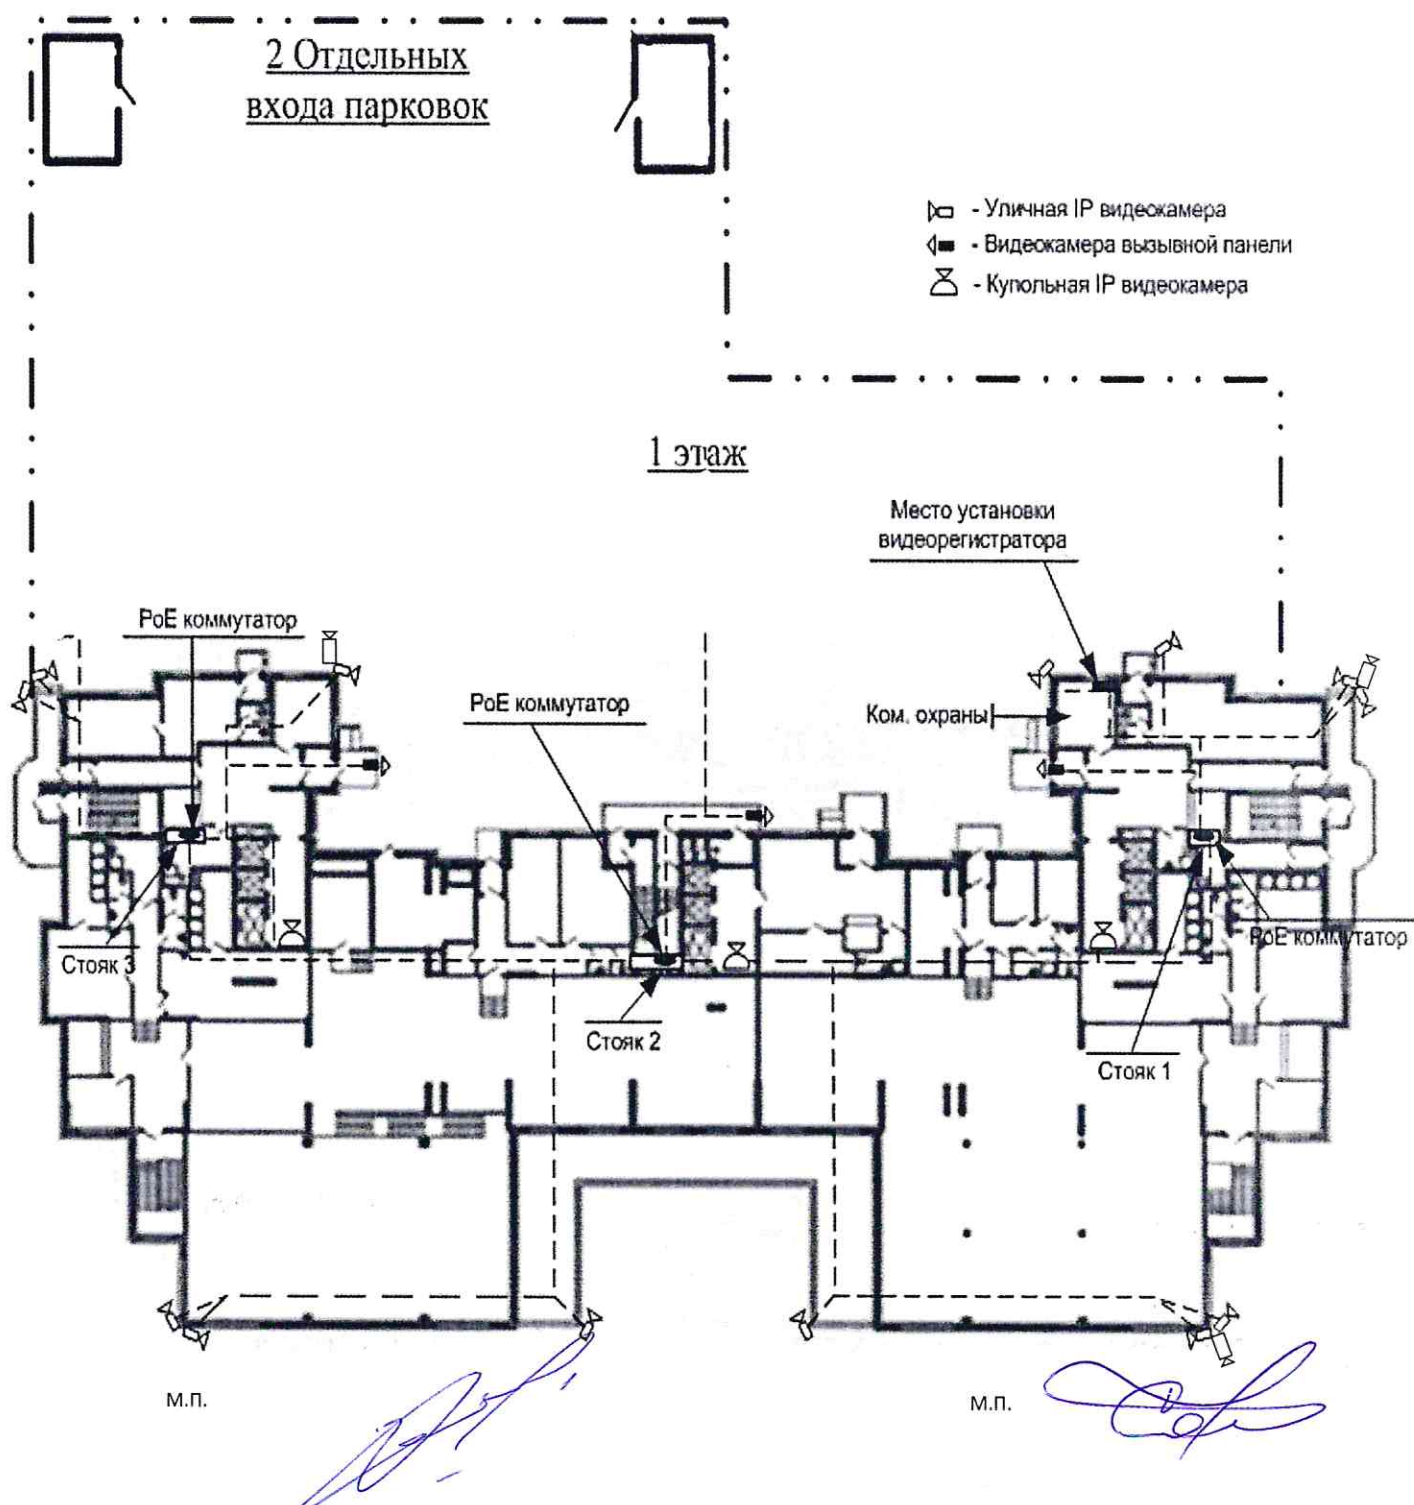 2 Отдельных
входа парковок
- Уличная IP видеокамера
- Видеокамера вызывной панели
- Купольная IP видеокамера
1 этаж
Место установки
видеорегистратора
PoE коммутатор
PoE коммутатор
Ком. охраны
PoE коммутатор
Стояк 3
Стояк 2
Стояк 1
м.п.
м.п.